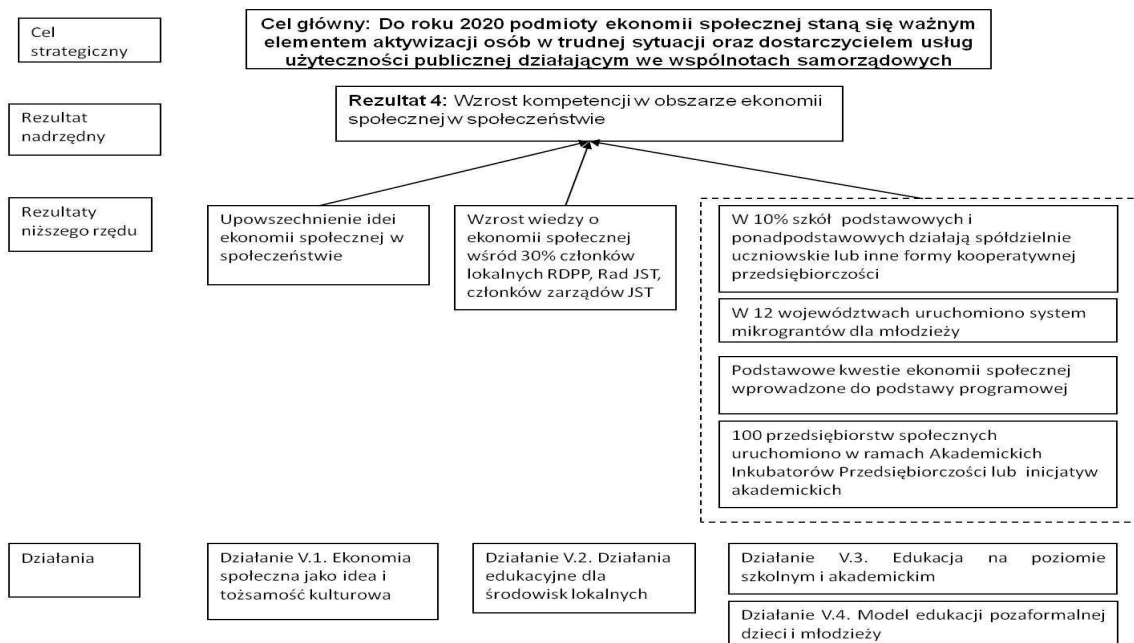 Cel
strategiczny
Cel główny: Do roku 2020 podmioty ekonomii społecznej staną się ważnym
elementem aktywizacji osób w trudnej sytuacji oraz dostarczycielem usług
użyteczności publicznej działającym we wspólnotach samorządowych
Rezultat
nadrzędny
Rezultat 4: Wzrost kompetencji w obszarze ekonomii
społecznej w społeczeństwie
Rezultaty
niższego rzędu
Upowszechnienie idei
ekonomii społecznej w
społeczeństwie
Wzrost wiedzy o
ekonomii społecznej
wśród 30% członków
lokalnych RDPP, Rad JST,
członków zarządów JST
W 10% szkół podstawowych i
ponadpodstawowych działają spółdzielnie
uczniowskie lub inne formy kooperatywnej
przedsiębiorczości
W 12 województwach uruchomiono system
mikrograntów dla młodzieży
Podstawowe kwestie ekonomii społecznej
wprowadzone do podstawy programowej
100 przedsiębiorstw społecznych
uruchomiono w ramach Akademickich
Inkubatorów Przedsiębiorczości lub inicjatyw
akademickich
Działania
Działanie V.1. Ekonomia
społeczna jako idea i
tożsamość kulturowa
Działanie V.2. Działania
edukacyjne dla
środowisk lokalnych
Działanie V.3. Edukacja na poziomie
szkolnym i akademickim
Działanie V.4. Model edukacji pozaformalnej
dzieci i młodzieży